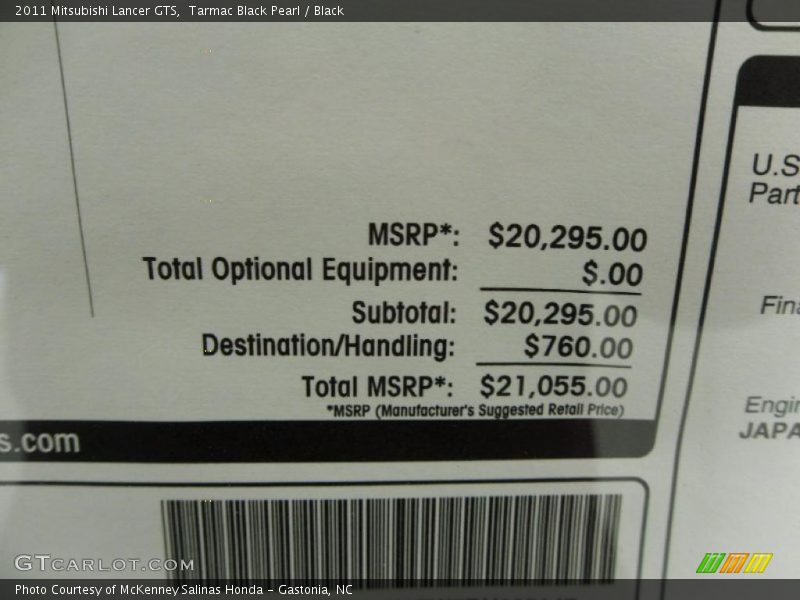 2011 Mitsubishi Lancer GTS,  Tarmac Black Pearl / Black
MSRP*: $20,295.00
Total Optional Equipment: $.00
Subtotal: $20,295.00
Destination/Handling: $760.00
Total MSRP*: $21,055.00
*MSRP (Manufacturer's Suggested Retail Price)
s.com
U.S
Part
Fina
Engin
JAPA
GTCARLOT.COM
Photo Courtesy of McKenney Salinas Honda - Gastonia, NC